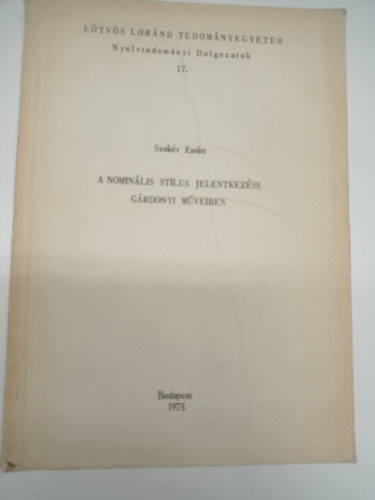 EÖTVÖS LORÁND TUDOMÁNYEGYETEM
Nyelvtudományi Dolgozatok
17.
Szekér Endre
A NOMINÁLIS STÍLUS JELENTKEZÉSE
GÁRDONYI MŰVEIBEN
Budapest
1975